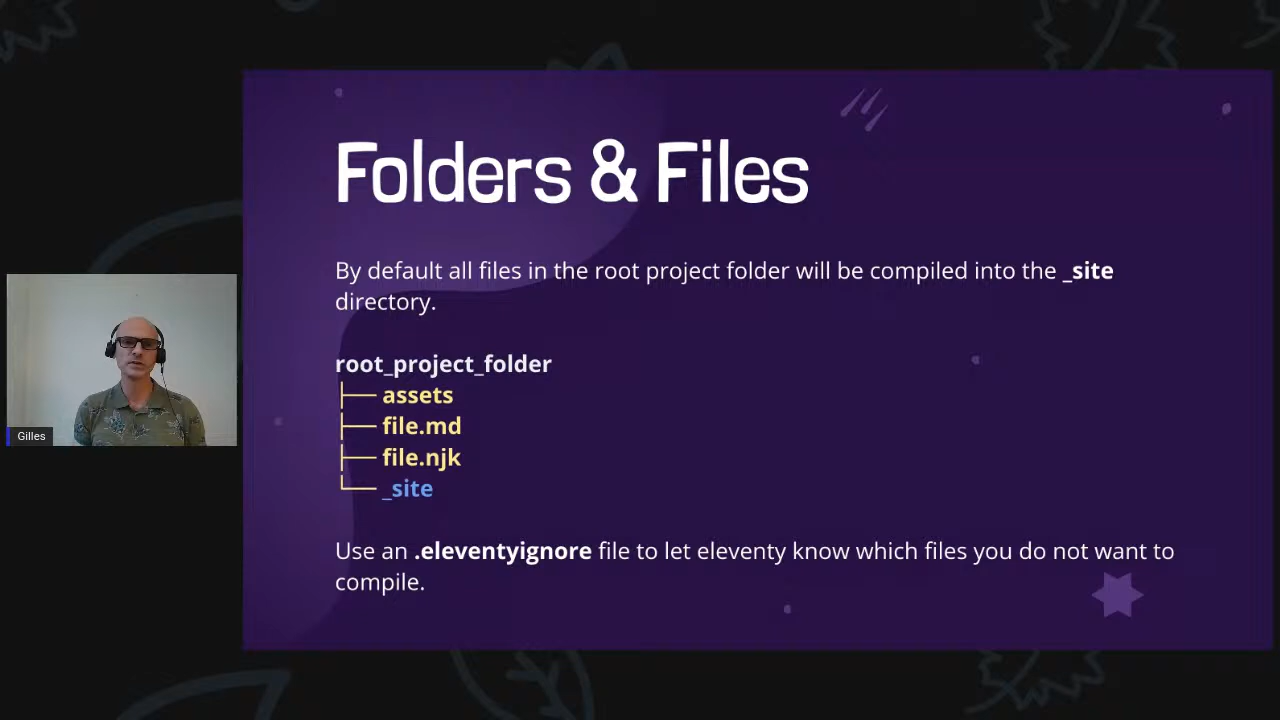 Folders & Files
By default all files in the root project folder will be compiled into the _site
directory.
root_project_folder
├── assets
├── file.md
├── file.njk
└── _site
Use an .eleventyignore file to let eleventy know which files you do not want to
compile.
Gilles